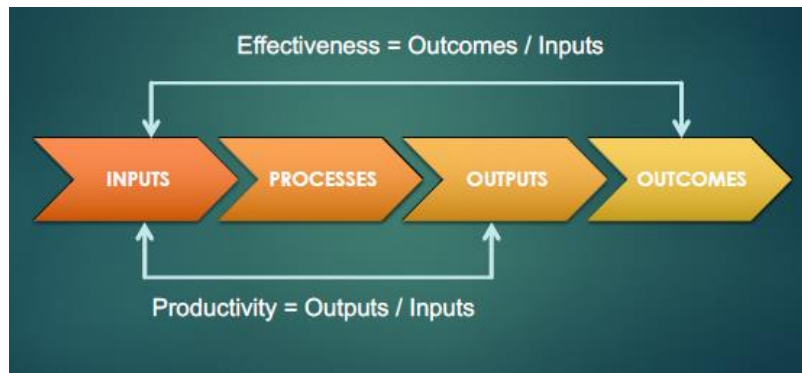 Effectiveness = Outcomes / Inputs
INPUTS
PROCESSES
OUTPUTS
OUTCOMES
Productivity = Outputs / Inputs